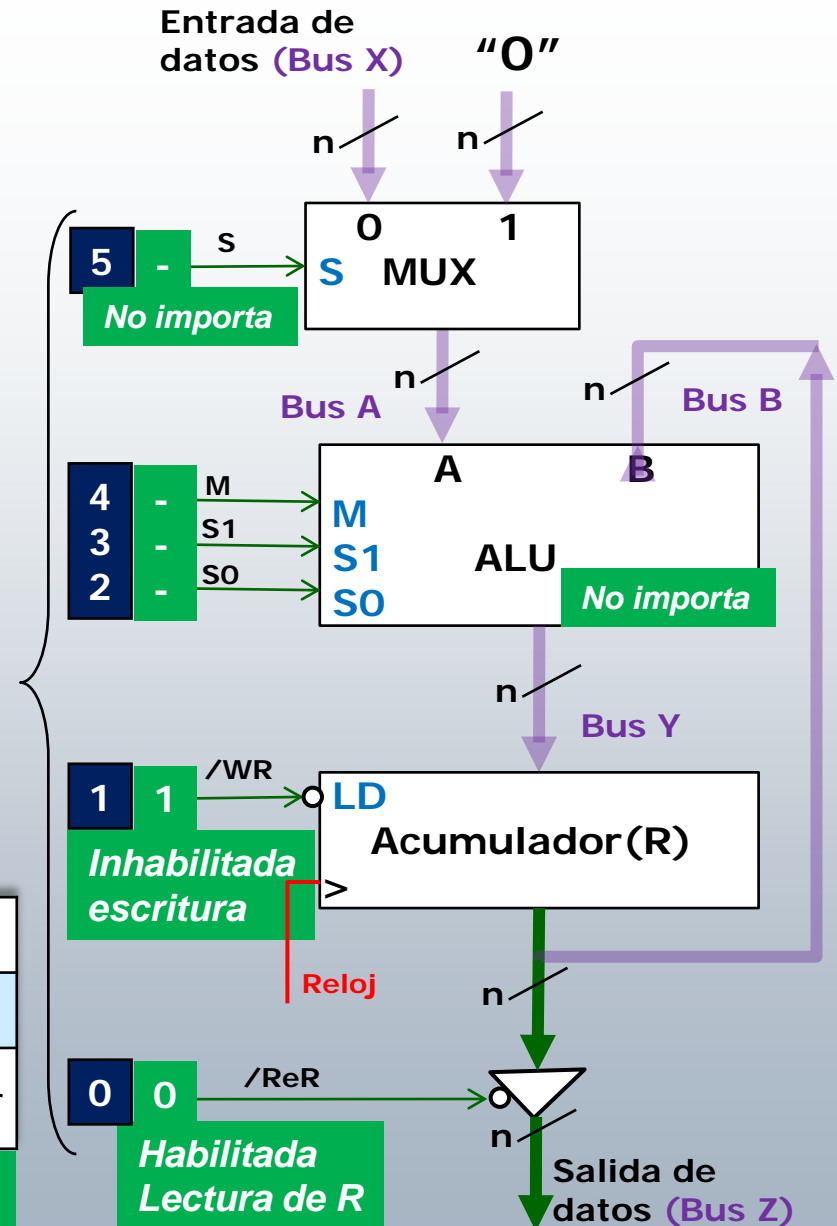 Entrada de
datos (Bus X)
“0”
n
n
0 1
5 - S
S MUX
No importa
n
Bus A
n
Bus B
A B
4 - M
M
3 - S1
S1 ALU
2 - S0
S0
No importa
n
Bus Y
1 1 /WR
LD
Acumulador(R)
Inhabilitada
escritura
>
Reloj
n
0 0 /ReR
Habilitada
Lectura de R
n
Salida de
datos (Bus Z)